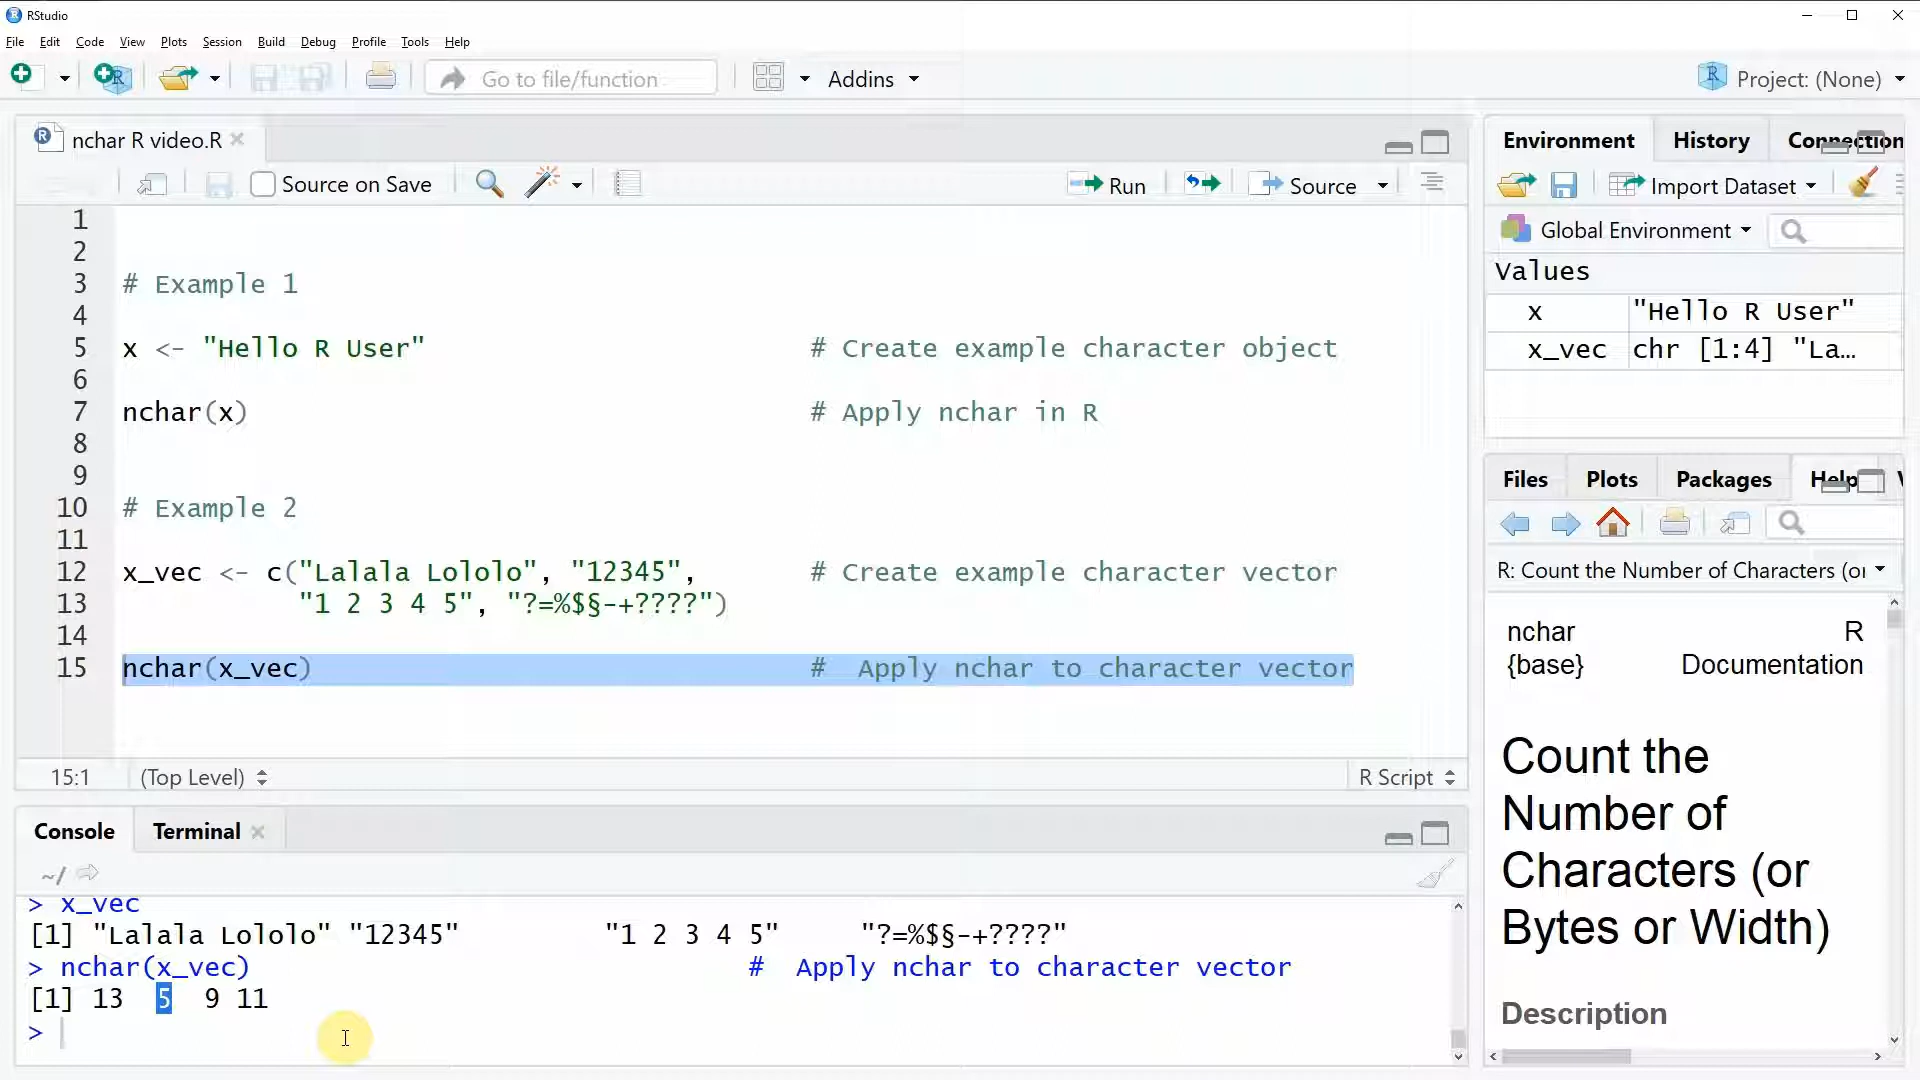 RStudio
File Edit Code View Plots Session Build Debug Profile Tools Help
Go to file/function Addins Project: (None)
nchar R video.R
Source on Save Run Source
1
2
3 # Example 1
4
5 x <- "Hello R User" # Create example character object
6
7 nchar(x) # Apply nchar in R
8
9
10 # Example 2
11
12 x_vec <- c("Lalala Lololo", "12345", # Create example character vector
13 "1 2 3 4 5", "?=%$§-+????")
14
15 nchar(x_vec) #  Apply nchar to character vector
15:1 (Top Level) R Script
Console Terminal
~/
> x_vec
[1] "Lalala Lololo" "12345" "1 2 3 4 5" "?=%$§-+????"
> nchar(x_vec) #  Apply nchar to character vector
[1] 13 5 9 11
>
Environment History Connection
Import Dataset
Global Environment
Values
x "Hello R User"
x_vec chr [1:4] "La…
Files Plots Packages Help
R: Count the Number of Characters (or
nchar R
{base} Documentation
Count the
Number of
Characters (or
Bytes or Width)
Description